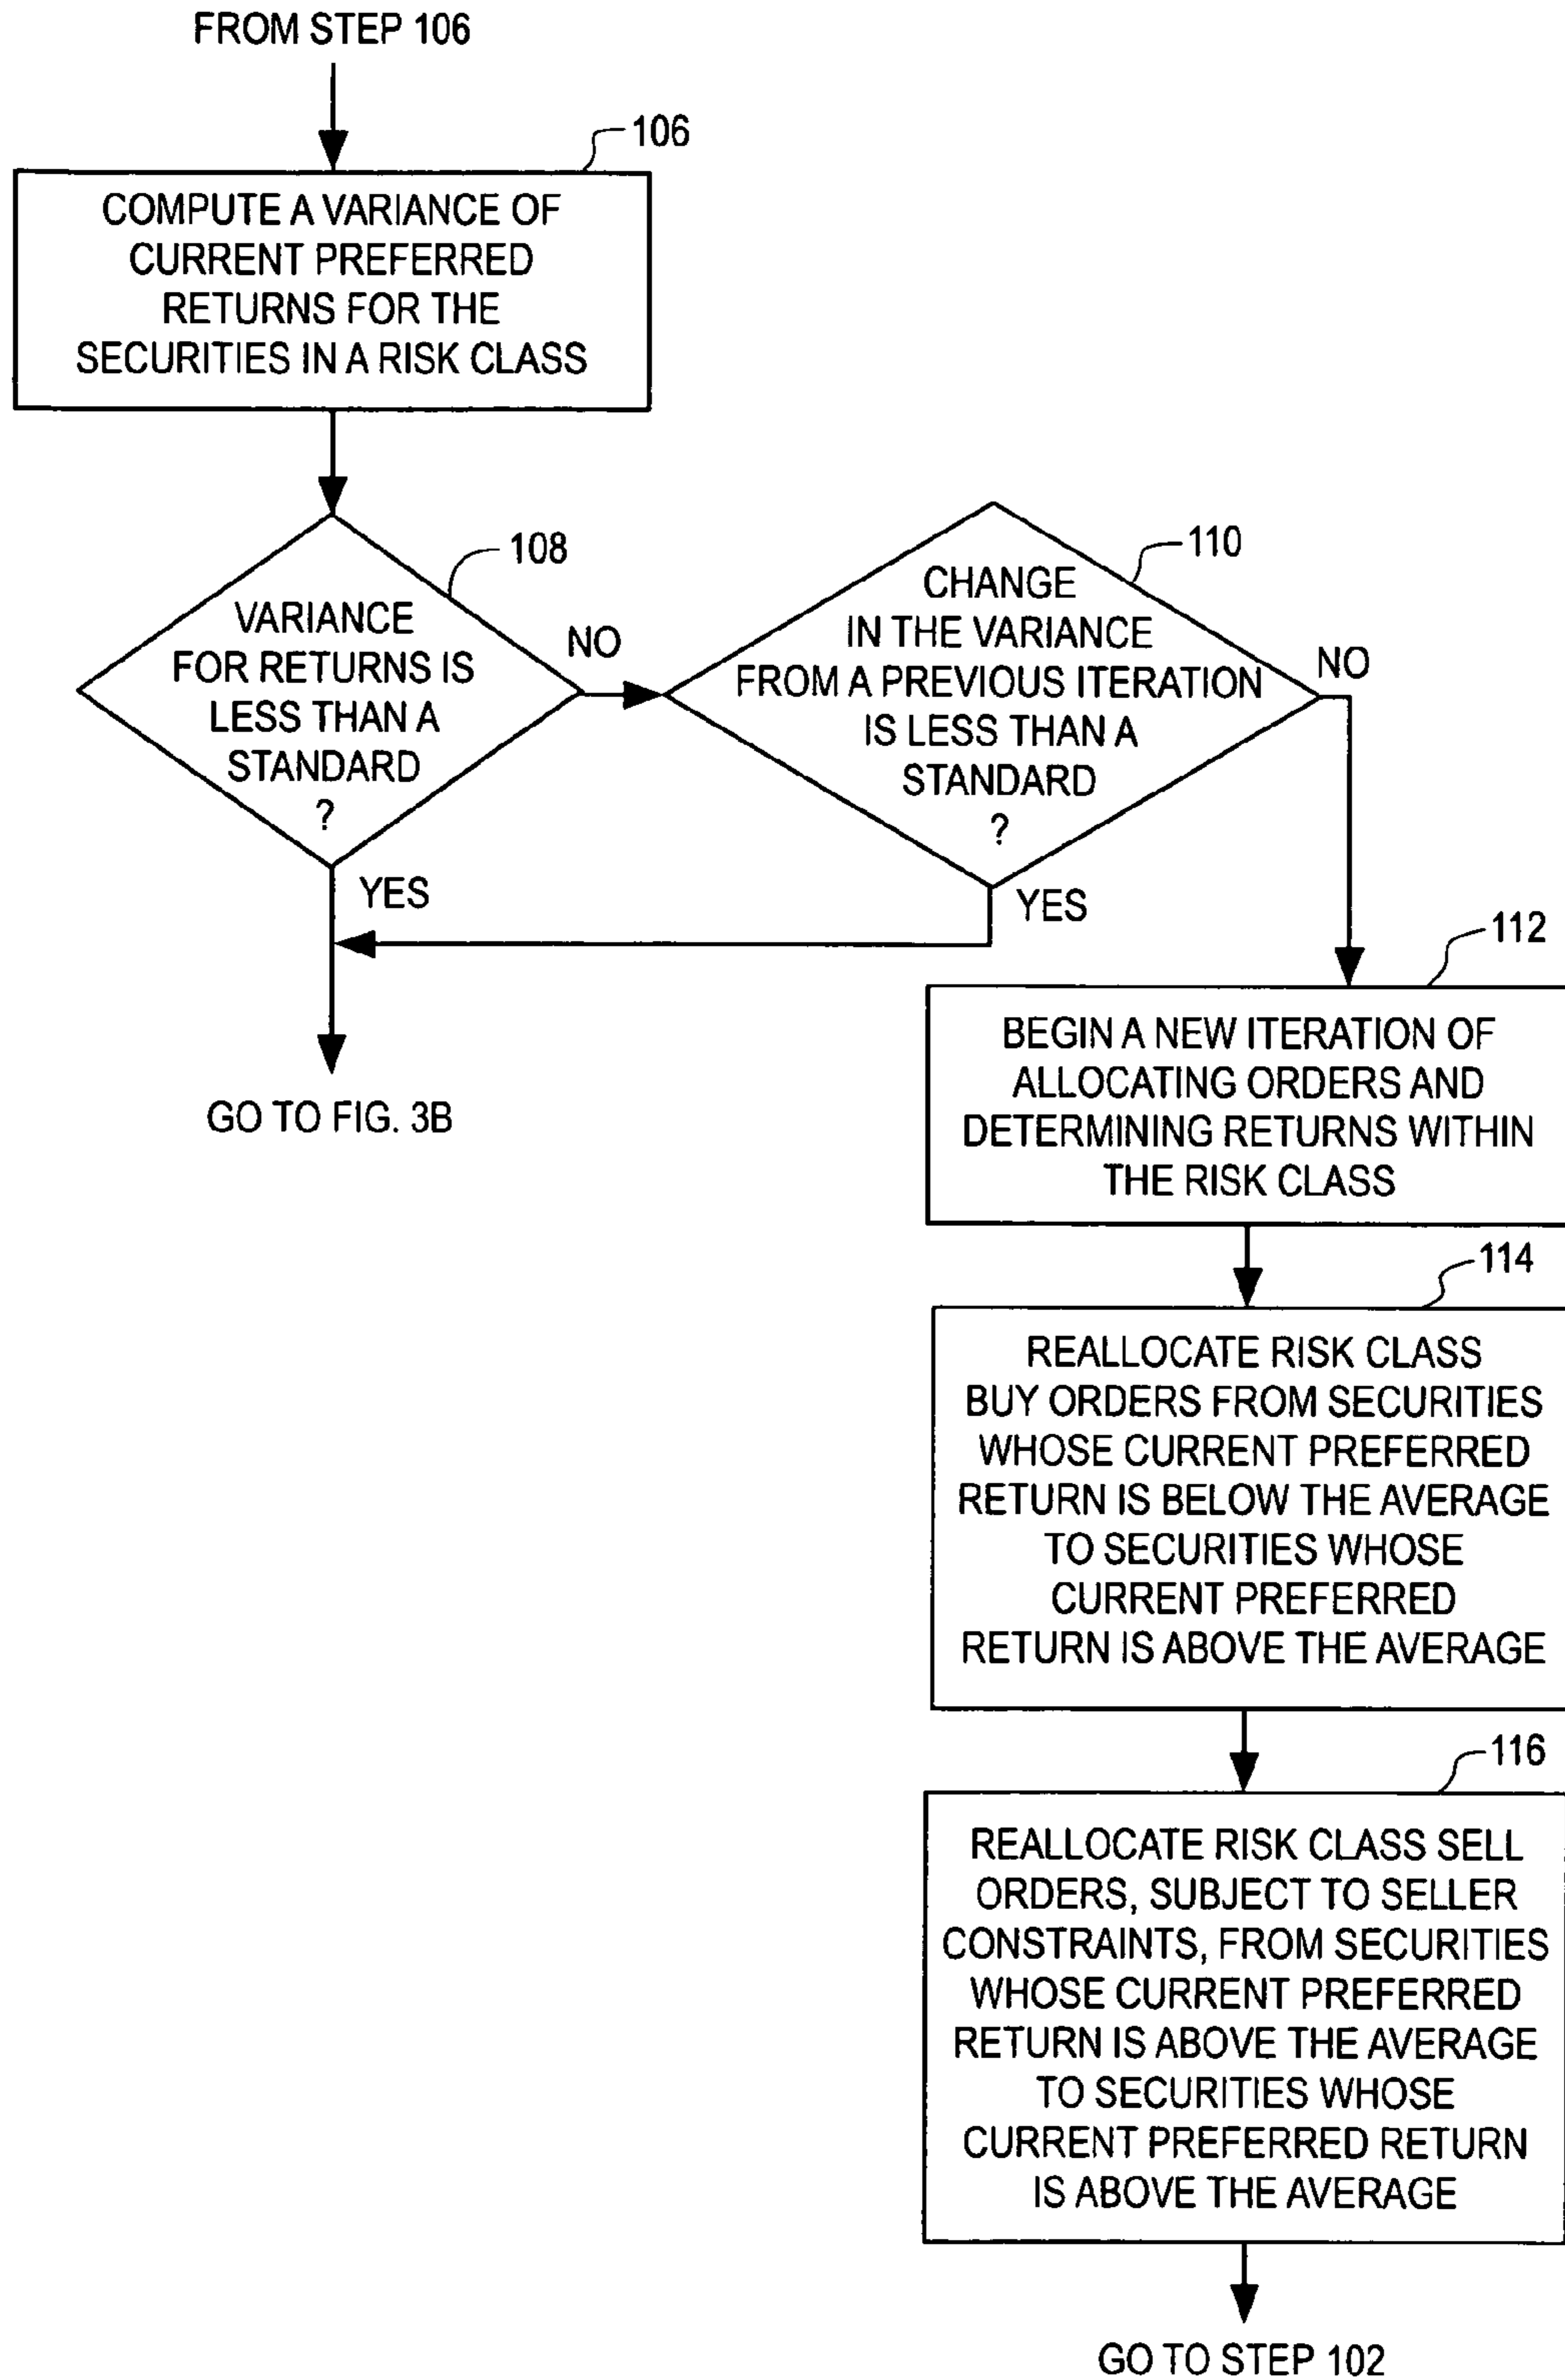 FROM STEP 106
106
COMPUTE A VARIANCE OF
CURRENT PREFERRED
RETURNS FOR THE
SECURITIES IN A RISK CLASS
108
VARIANCE
FOR RETURNS IS
LESS THAN A
STANDARD
?
NO
YES
110
CHANGE
IN THE VARIANCE
FROM A PREVIOUS ITERATION
IS LESS THAN A
STANDARD
?
NO
YES
GO TO FIG. 3B
112
BEGIN A NEW ITERATION OF
ALLOCATING ORDERS AND
DETERMINING RETURNS WITHIN
THE RISK CLASS
114
REALLOCATE RISK CLASS
BUY ORDERS FROM SECURITIES
WHOSE CURRENT PREFERRED
RETURN IS BELOW THE AVERAGE
TO SECURITIES WHOSE
CURRENT PREFERRED
RETURN IS ABOVE THE AVERAGE
116
REALLOCATE RISK CLASS SELL
ORDERS, SUBJECT TO SELLER
CONSTRAINTS, FROM SECURITIES
WHOSE CURRENT PREFERRED
RETURN IS ABOVE THE AVERAGE
TO SECURITIES WHOSE
CURRENT PREFERRED RETURN
IS ABOVE THE AVERAGE
GO TO STEP 102